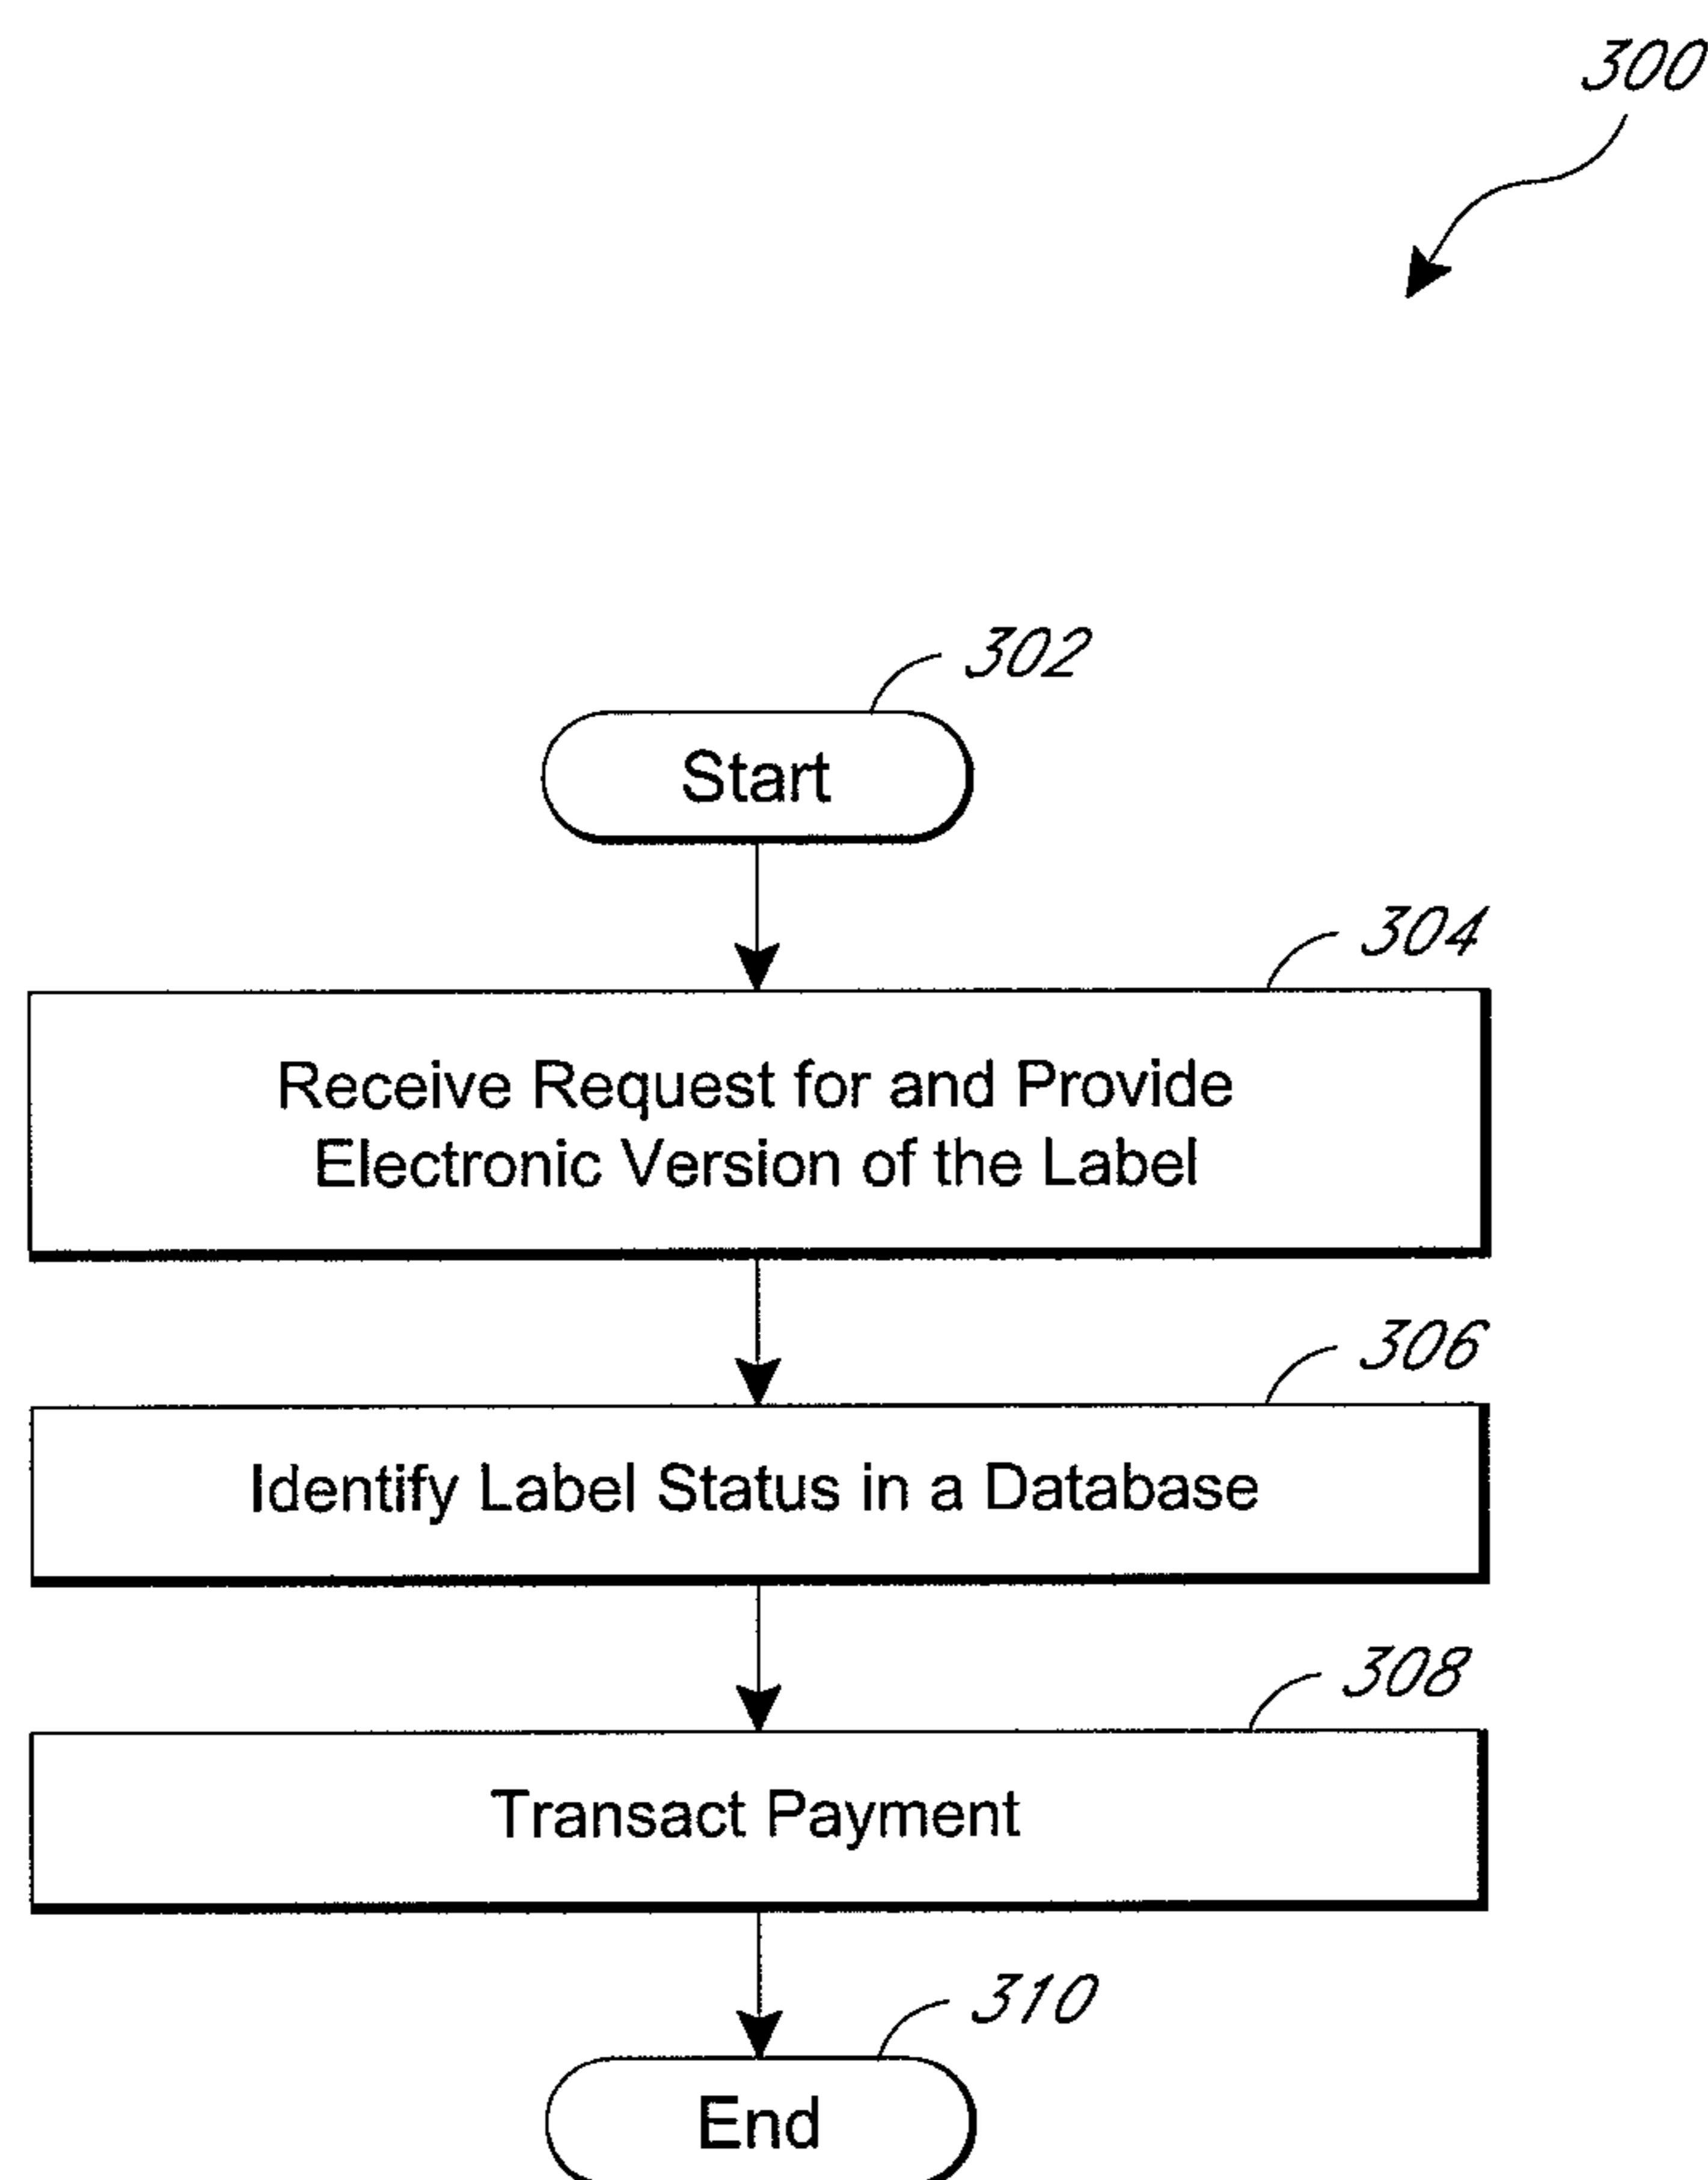 300
302
Start
304
Receive Request for and Provide
Electronic Version of the Label
306
Identify Label Status in a Database
308
Transact Payment
310
End